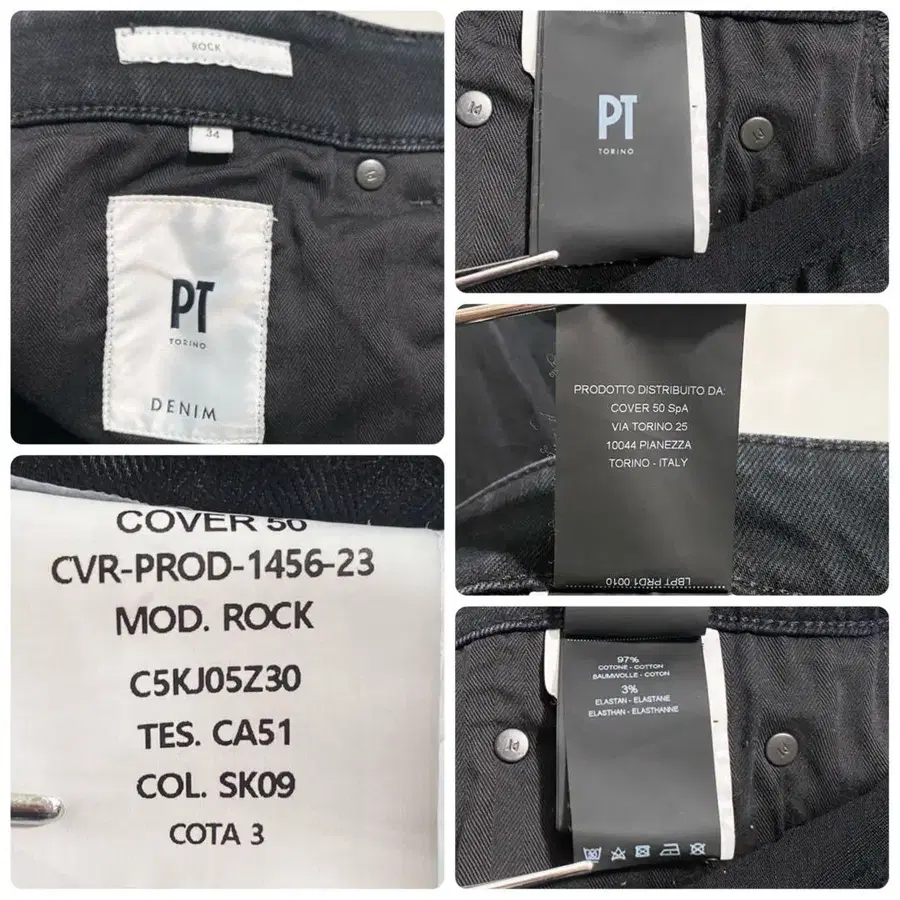 ROCK
34
PT
TORINO
DENIM
PT
TORINO
PRODOTTO DISTRIBUITO DA:
COVER 50 SpA
VIA TORINO 25
10044 PIANEZZA
TORINO - ITALY
LBPT PRD1 0010
COVER 50
CVR-PROD-1456-23
MOD. ROCK
C5KJ05Z30
TES. CA51
COL. SK09
COTA 3
97%
COTONE - COTTON
BAUMWOLLE - COTON
3%
ELASTAN - ELASTANE
ELASTHAN - ELASTHANNE